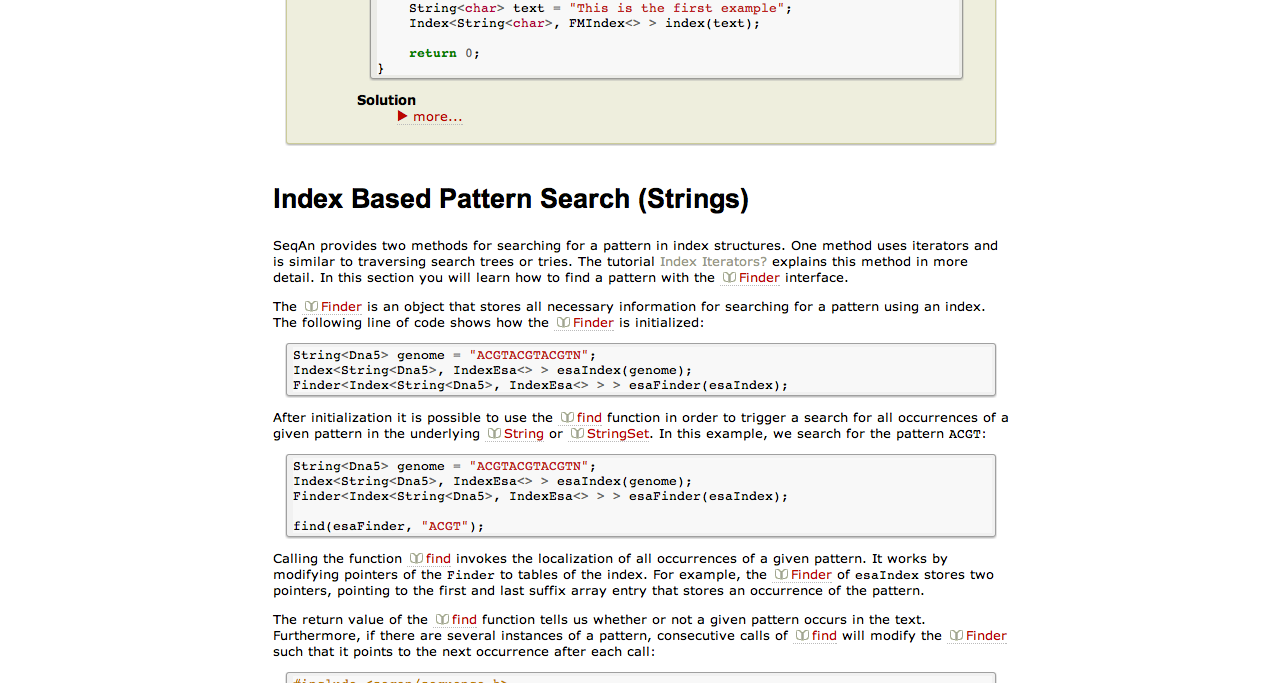 String<char> text = "This is the first example";
Index<String<char>, FMIndex<> > index(text);
return 0;
}
Solution
more...
Index Based Pattern Search (Strings)
SeqAn provides two methods for searching for a pattern in index structures. One method uses iterators and
is similar to traversing search trees or tries. The tutorial Index Iterators? explains this method in more
detail. In this section you will learn how to find a pattern with the Finder interface.
The Finder is an object that stores all necessary information for searching for a pattern using an index.
The following line of code shows how the Finder is initialized:
String<Dna5> genome = "ACGTACGTACGTN";
Index<String<Dna5>, IndexEsa<> > esaIndex(genome);
Finder<Index<String<Dna5>, IndexEsa<> > > esaFinder(esaIndex);
After initialization it is possible to use the find function in order to trigger a search for all occurrences of a
given pattern in the underlying String or StringSet. In this example, we search for the pattern ACGT:
String<Dna5> genome = "ACGTACGTACGTN";
Index<String<Dna5>, IndexEsa<> > esaIndex(genome);
Finder<Index<String<Dna5>, IndexEsa<> > > esaFinder(esaIndex);
find(esaFinder, "ACGT");
Calling the function find invokes the localization of all occurrences of a given pattern. It works by
modifying pointers of the Finder to tables of the index. For example, the Finder of esaIndex stores two
pointers, pointing to the first and last suffix array entry that stores an occurrence of the pattern.
The return value of the find function tells us whether or not a given pattern occurs in the text.
Furthermore, if there are several instances of a pattern, consecutive calls of find will modify the Finder
such that it points to the next occurrence after each call:
#include <seqan/sequence.h>